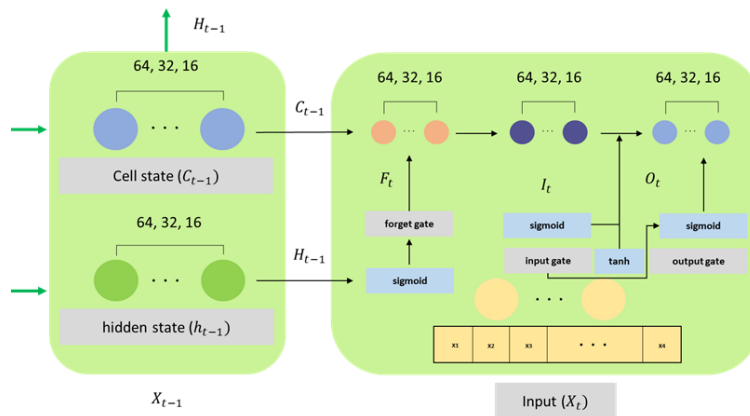 H_{t-1}
64, 32, 16
Cell state (C_{t-1})
64, 32, 16
hidden state (h_{t-1})
X_{t-1}
C_{t-1}
H_{t-1}
64, 32, 16
64, 32, 16
64, 32, 16
F_t
I_t
O_t
forget gate
sigmoid
sigmoid
sigmoid
input gate
tanh
output gate
x1 x2 x3 • • • x4
Input (X_t)